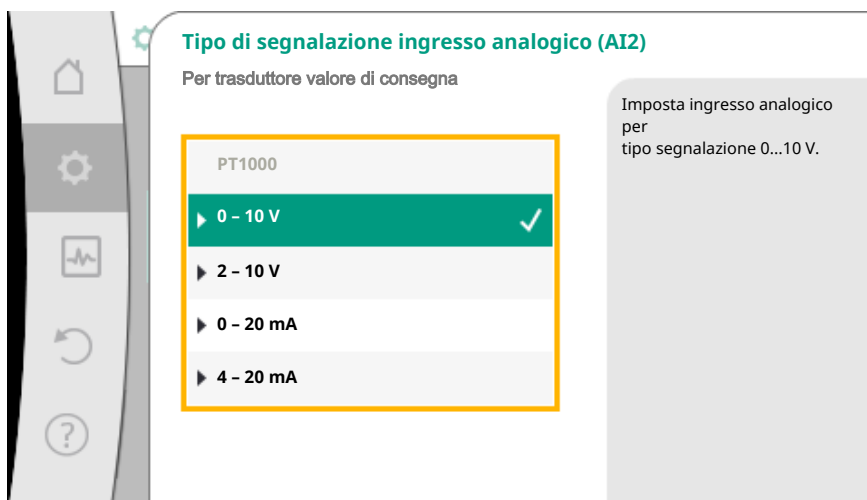 Tipo di segnalazione ingresso analogico (AI2)
Per trasduttore valore di consegna
Imposta ingresso analogico
per
tipo segnalazione 0...10 V.
PT1000
0 – 10 V
2 – 10 V
0 – 20 mA
4 – 20 mA
?